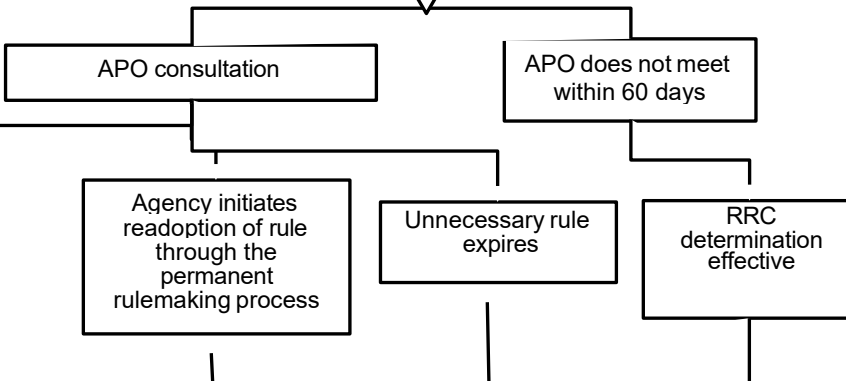 APO consultation
APO does not meet
within 60 days
Agency initiates
readoption of rule
through the
permanent
rulemaking process
Unnecessary rule
expires
RRC
determination
effective